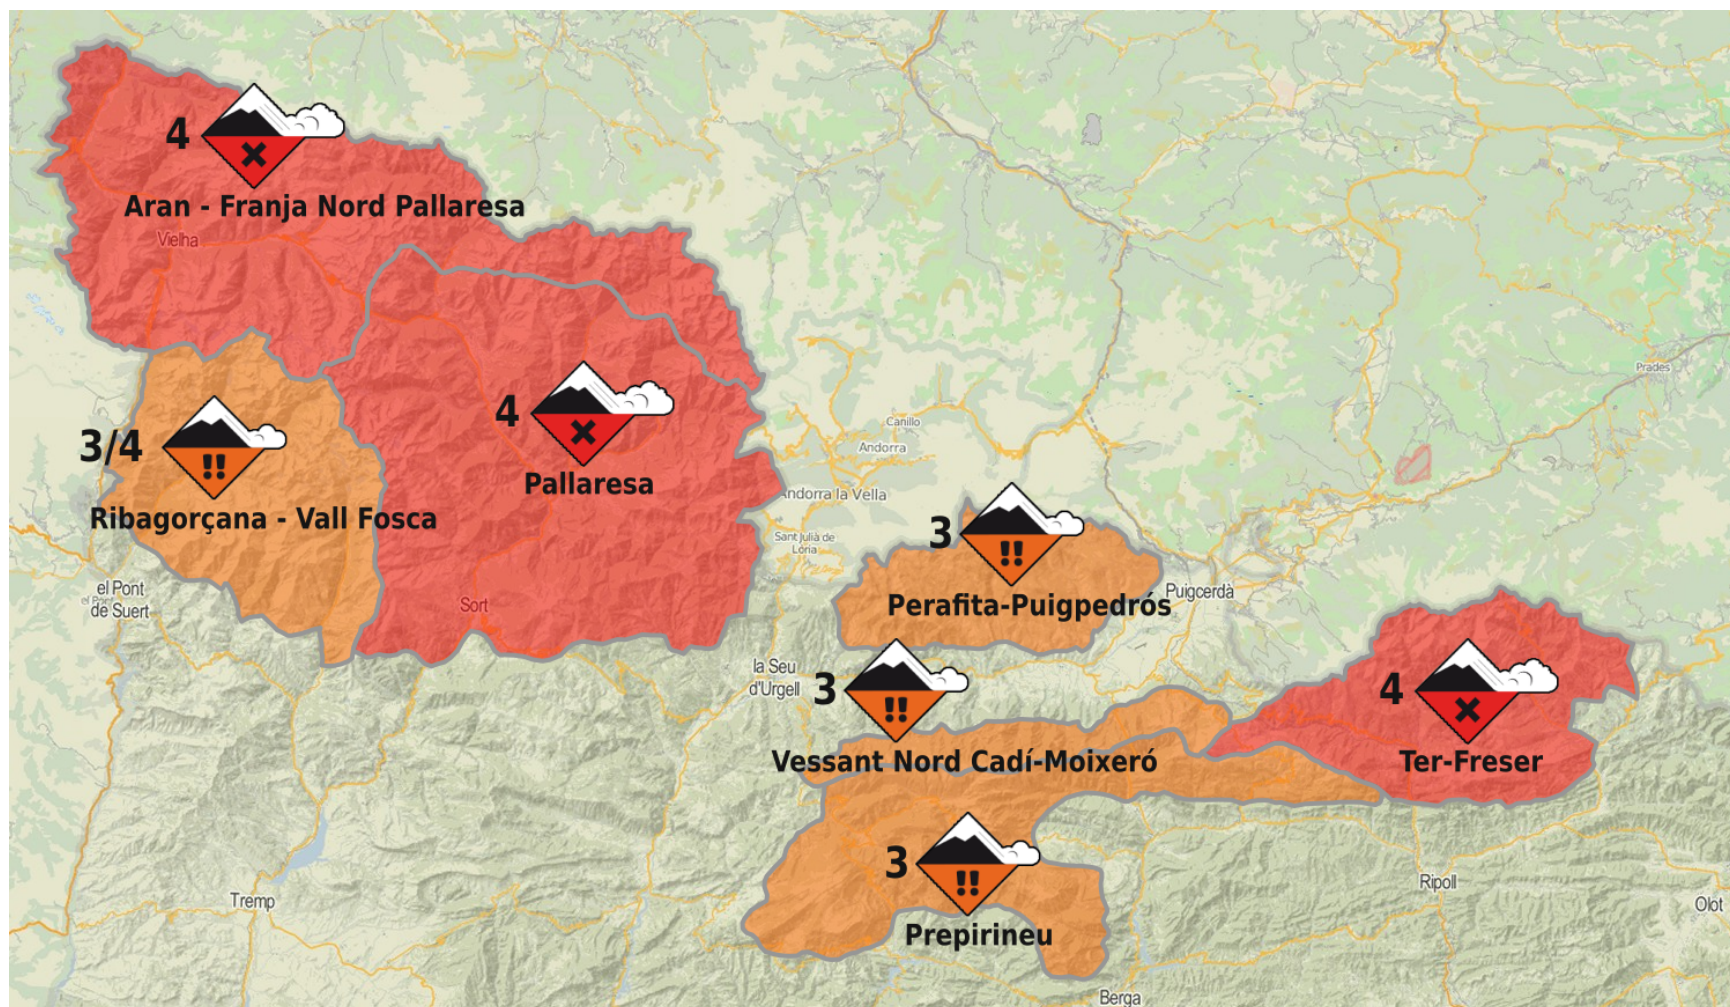 4
Aran - Franja Nord Pallaresa
Vielha
Prades
4
Pallaresa
3/4
!!
Ribagorçana - Vall Fosca
Canillo
Andorra
Andorra la Vella
Sant Julià de
Lòria
3
!!
Perafita-Puigpedrós
Puigcerdà
el Pont
de Suert
Sort
la Seu
d'Urgell
3
!!
Vessant Nord Cadí-Moixeró
4
Ter-Freser
3
!!
Prepirineu
Tremp
Ripoll
Olot
Berga